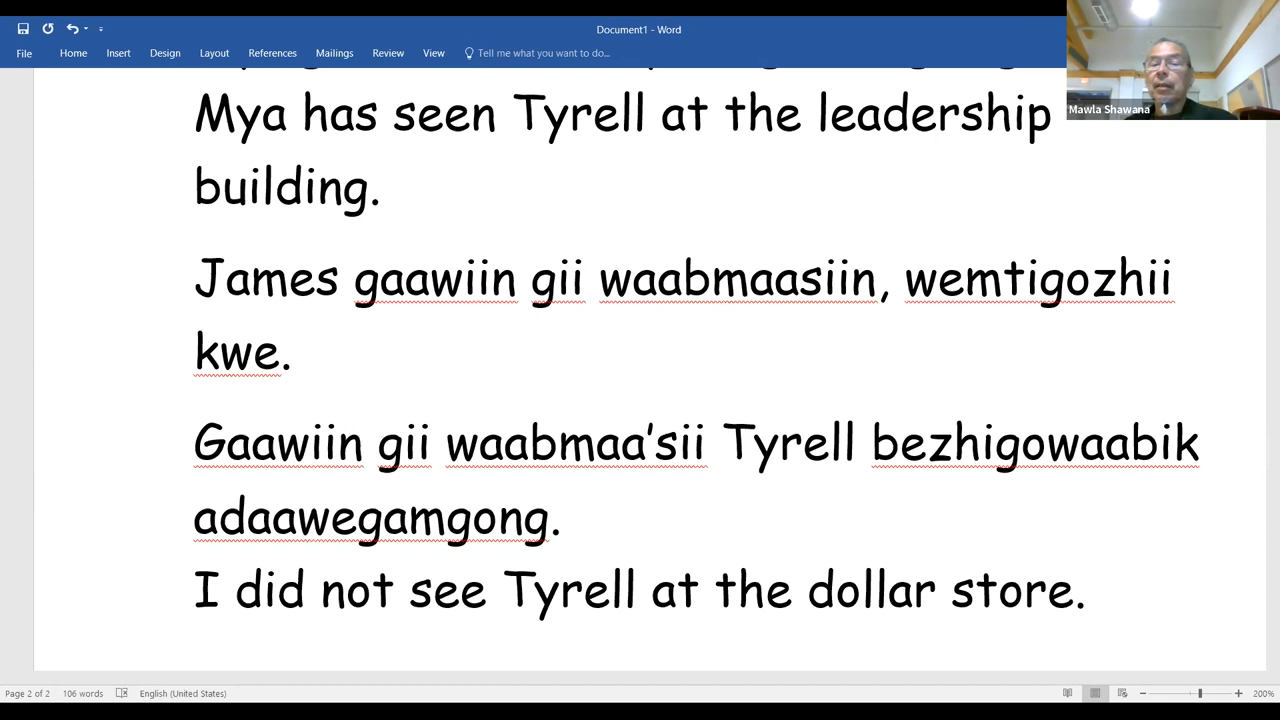 Document1 - Word
File Home Insert Design Layout References Mailings Review View Tell me what you want to do...
Mawla Shawana
Mya has seen Tyrell at the leadership
building.
James gaawiin gii waabmaasiin, wemtigozhii
kwe.
Gaawiin gii waabmaa'sii Tyrell bezhigowaabik
adaawegamgong.
I did not see Tyrell at the dollar store.
Page 2 of 2 106 words English (United States) 200%